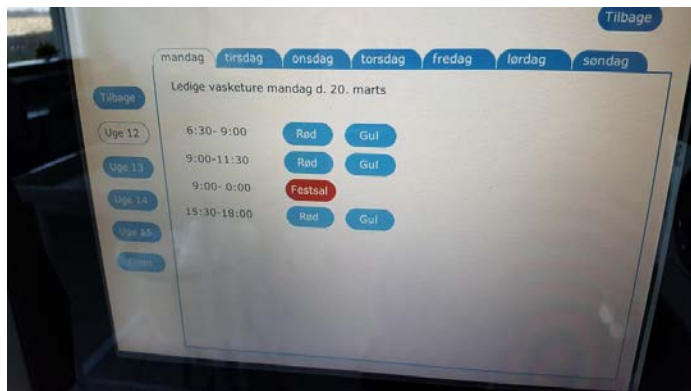 Tilbage
mandag tirsdag onsdag torsdag fredag lørdag søndag
Ledige vasketure mandag d. 20. marts
Tilbage
Uge 12 6:30- 9:00 Rød Gul
Uge 13 9:00-11:30 Rød Gul
9:00- 0:00 Festsal
Uge 14 15:30-18:00 Rød Gul
Uge 15